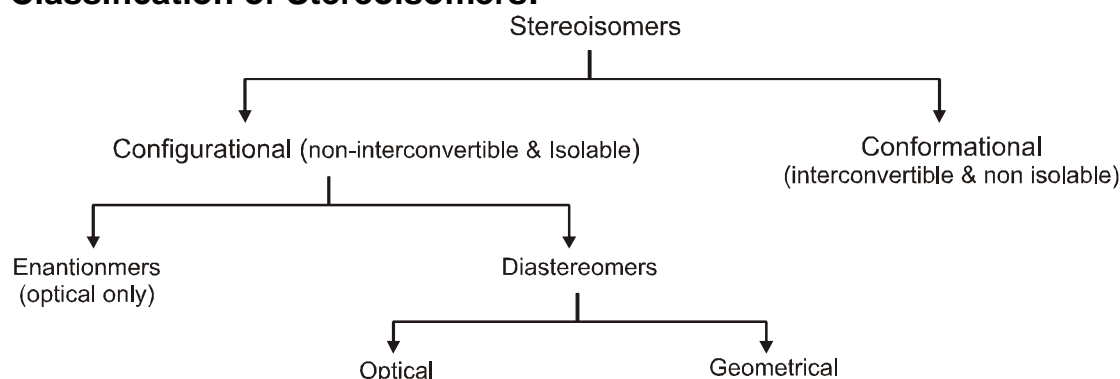 Classification of Stereoisomers:
Stereoisomers
Configurational (non-interconvertible & Isolable)
Conformational
(interconvertible & non isolable)
Enantionmers
(optical only)
Diastereomers
Optical
Geometrical